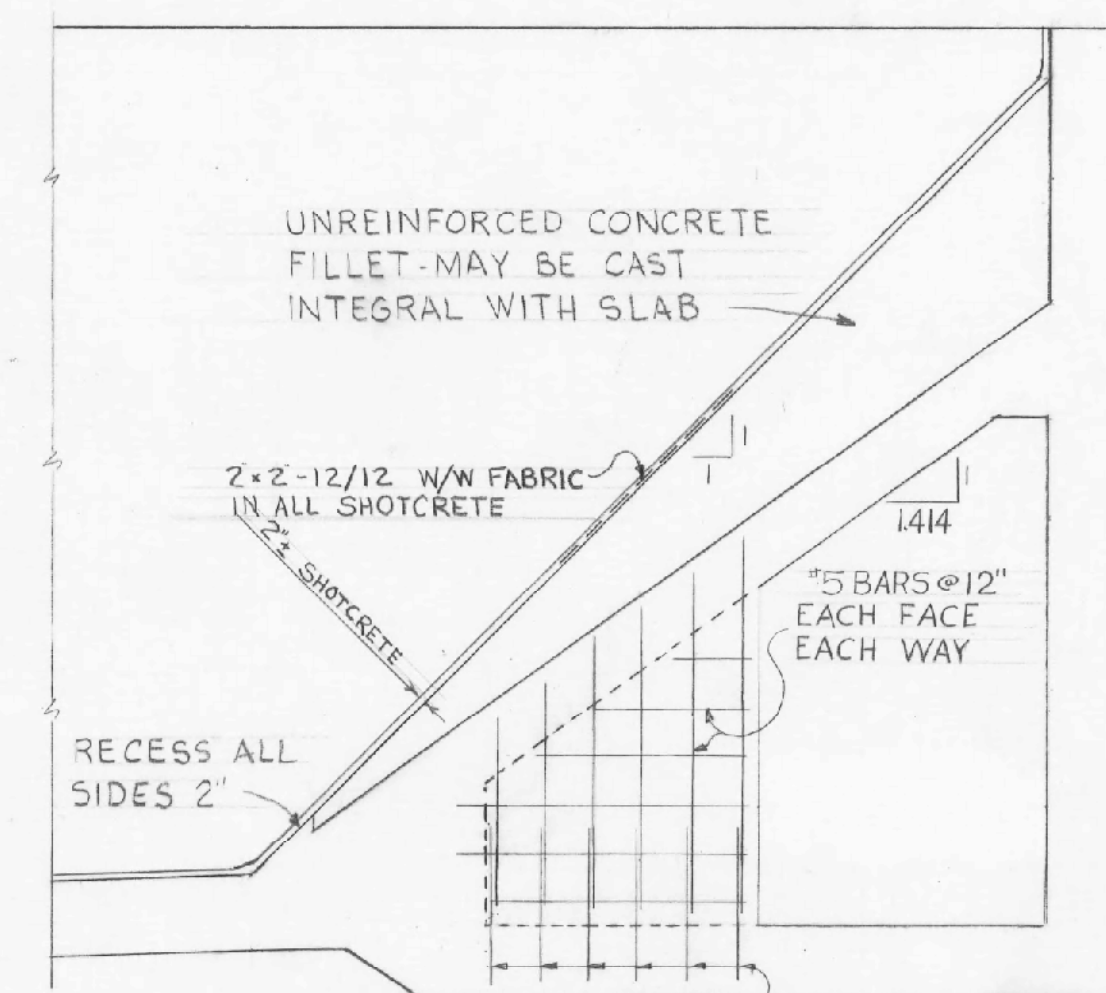 UNREINFORCED CONCRETE
FILLET-MAY BE CAST
INTEGRAL WITH SLAB
2×2-12/12 W/W FABRIC
IN ALL SHOTCRETE
2"± SHOTCRETE
1
1
1
1.414
#5 BARS @ 12"
EACH FACE
EACH WAY
RECESS ALL
SIDES 2"